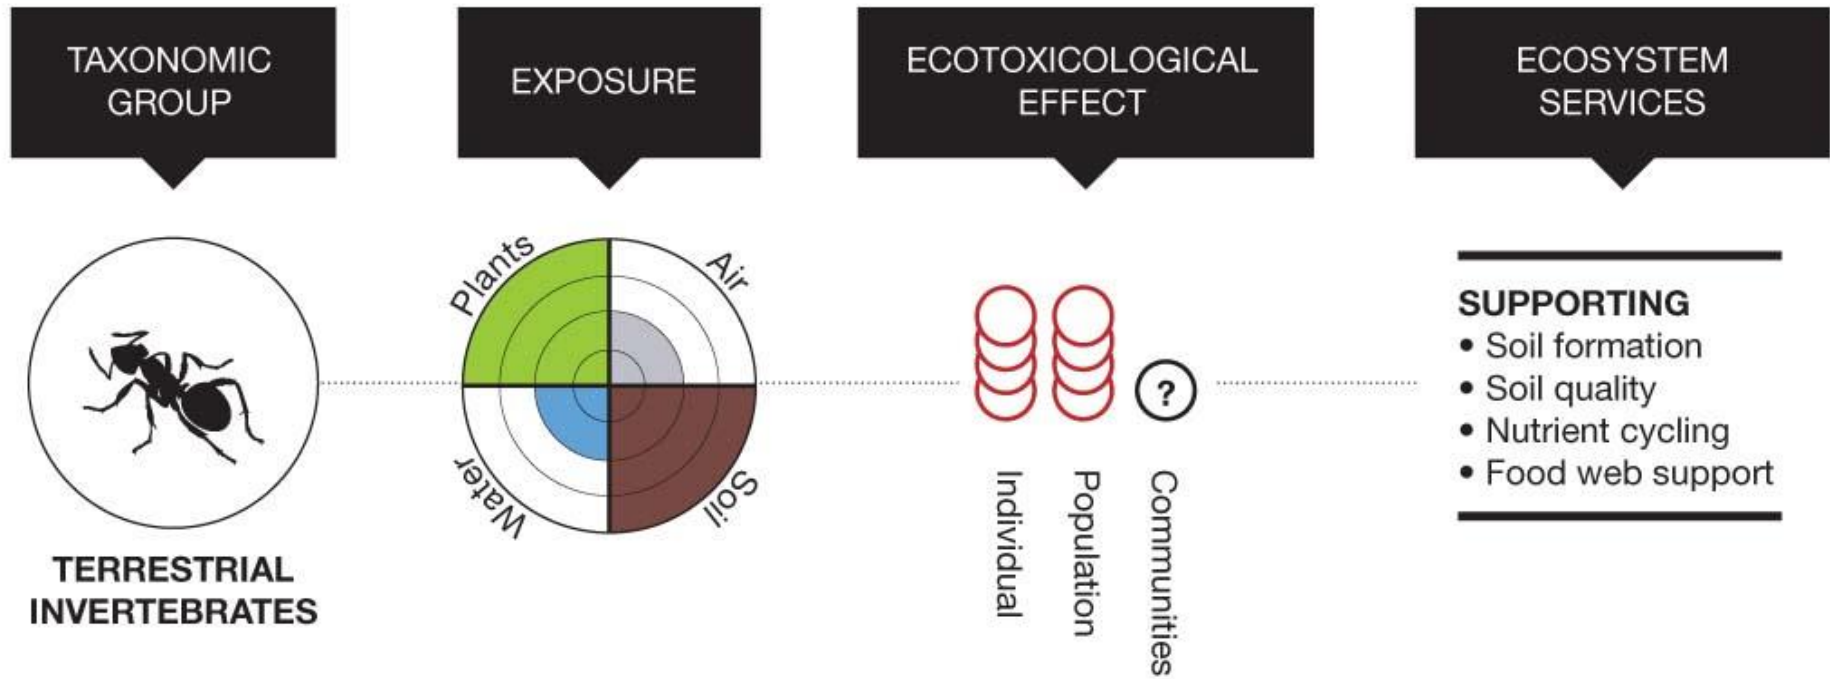 TAXONOMIC
GROUP
EXPOSURE
ECOTOXICOLOGICAL
EFFECT
ECOSYSTEM
SERVICES
TERRESTRIAL
INVERTEBRATES
Plants
Air
Water
Soil
?
Individual
Population
Communities
SUPPORTING
• Soil formation
• Soil quality
• Nutrient cycling
• Food web support